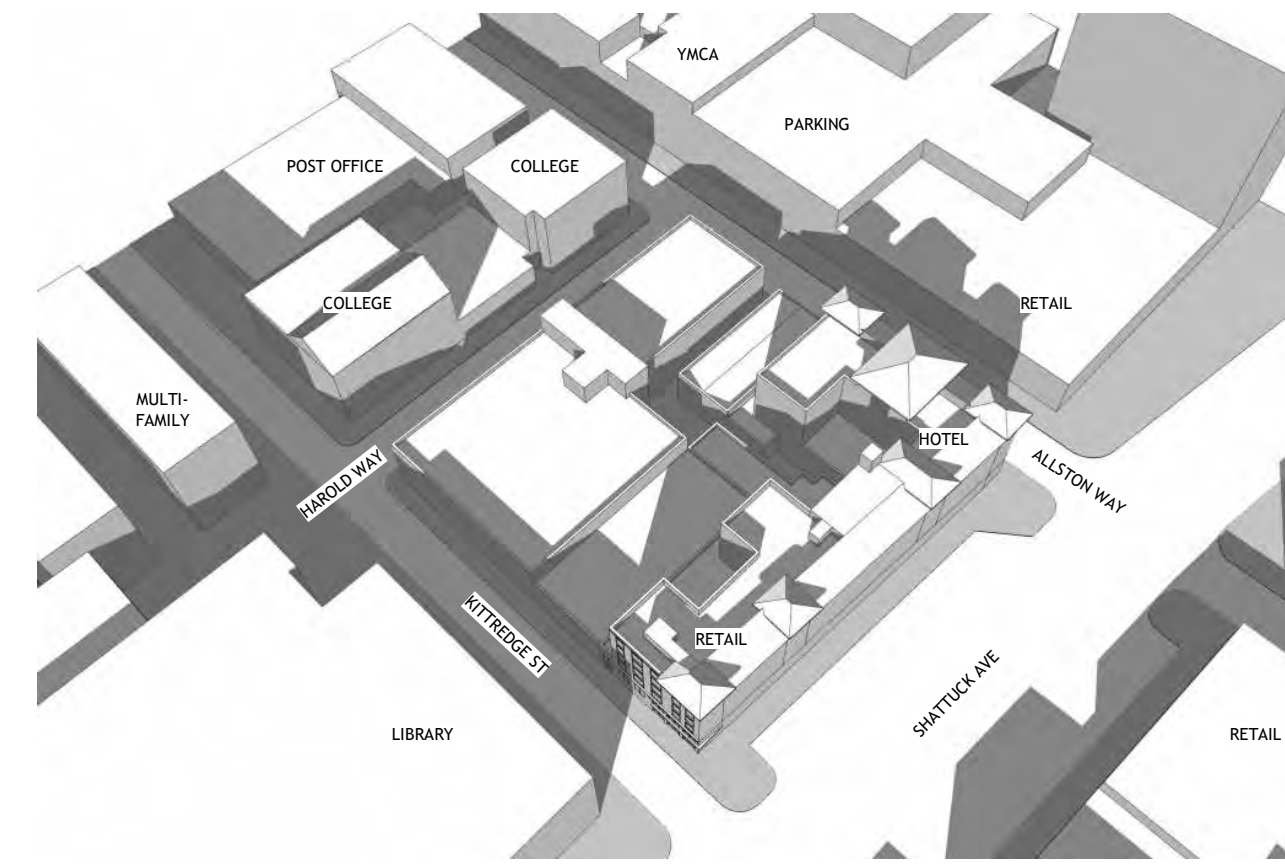 YMCA
PARKING
POST OFFICE
COLLEGE
COLLEGE
RETAIL
MULTI-
FAMILY
HOTEL
HAROLD WAY
ALLSTON WAY
KITTREDGE ST
RETAIL
SHATTUCK AVE
LIBRARY
RETAIL